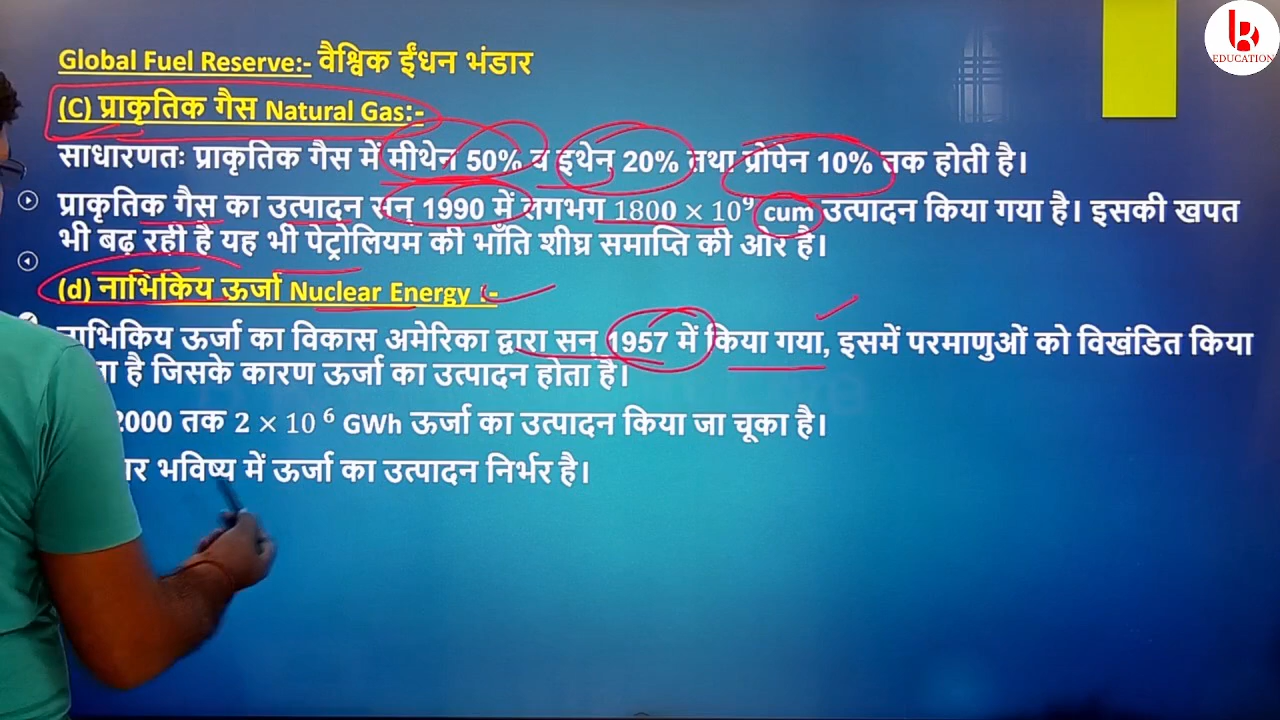 EDUCATION
Global Fuel Reserve:- वैश्विक ईंधन भंडार
(C) प्राकृतिक गैस Natural Gas:-
साधारणतः प्राकृतिक गैस में मीथेन 50% व इथेन 20% तथा प्रोपेन 10% तक होती है।
प्राकृतिक गैस का उत्पादन सन् 1990 में लगभग 1800 × 10⁹ cum उत्पादन किया गया है। इसकी खपत
भी बढ़ रही है यह भी पेट्रोलियम की भाँति शीघ्र समाप्ति की ओर है।
(d) नाभिकिय ऊर्जा Nuclear Energy :-
नाभिकिय ऊर्जा का विकास अमेरिका द्वारा सन् 1957 में किया गया, इसमें परमाणुओं को विखंडित किया
है जिसके कारण ऊर्जा का उत्पादन होता है।
2000 तक 2 × 10⁶ GWh ऊर्जा का उत्पादन किया जा चूका है।
भविष्य में ऊर्जा का उत्पादन निर्भर है।